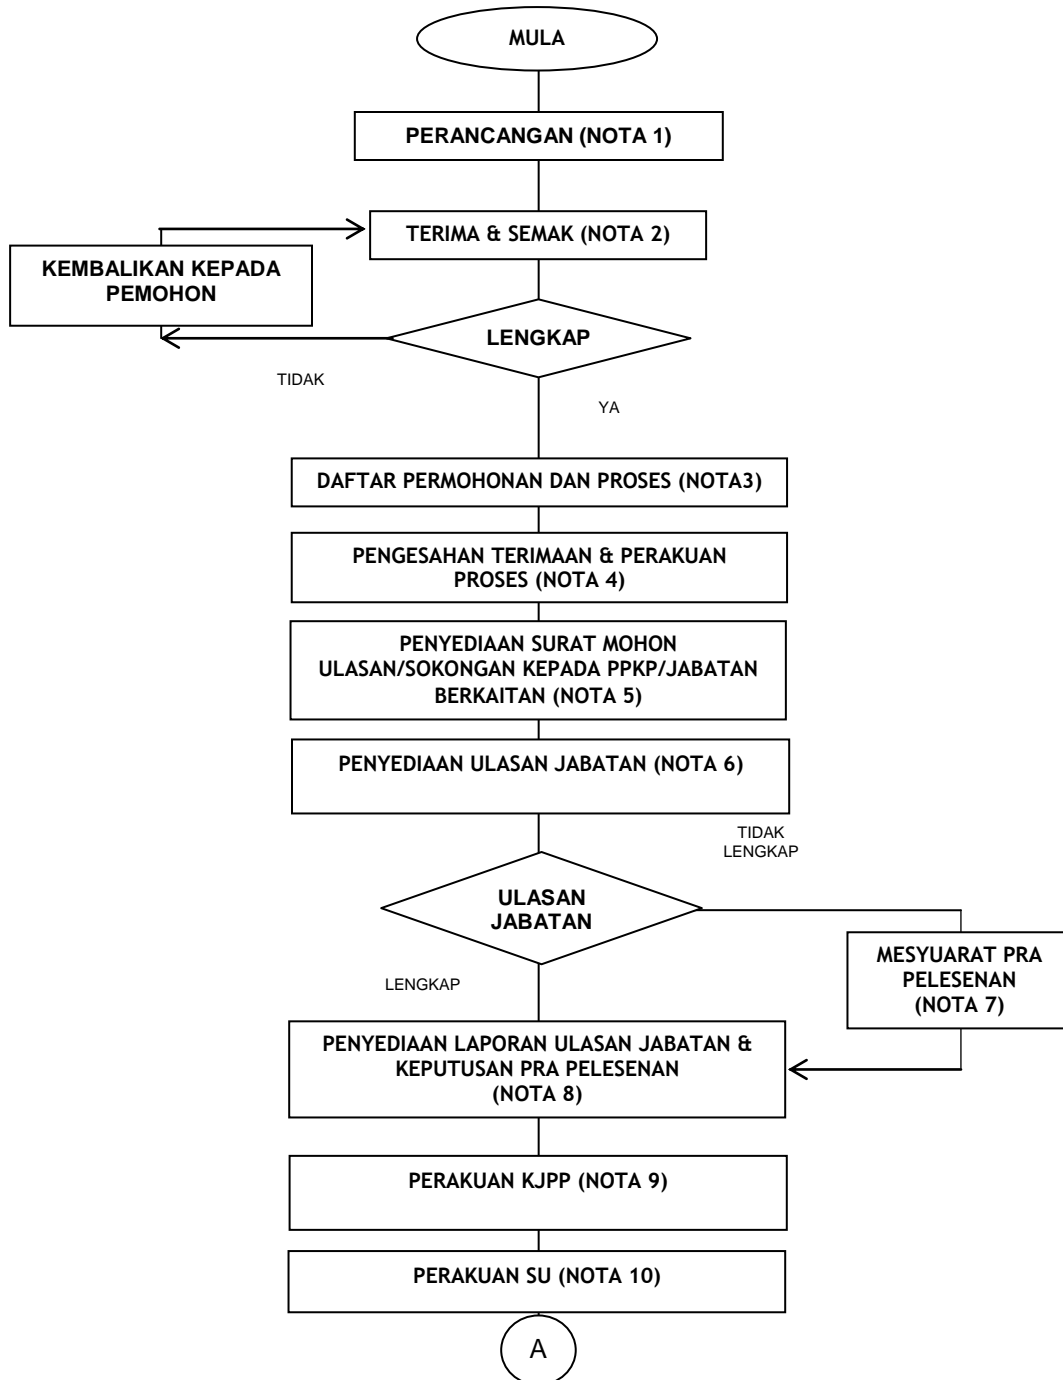 MULA
PERANCANGAN (NOTA 1)
TERIMA & SEMAK (NOTA 2)
KEMBALIKAN KEPADA
PEMOHON
LENGKAP
TIDAK
YA
DAFTAR PERMOHONAN DAN PROSES (NOTA3)
PENGESAHAN TERIMAAN & PERAKUAN
PROSES (NOTA 4)
PENYEDIAAN SURAT MOHON
ULASAN/SOKONGAN KEPADA PPKP/JABATAN
BERKAITAN (NOTA 5)
PENYEDIAAN ULASAN JABATAN (NOTA 6)
TIDAK
LENGKAP
ULASAN
JABATAN
MESYUARAT PRA
PELESENAN
(NOTA 7)
LENGKAP
PENYEDIAAN LAPORAN ULASAN JABATAN &
KEPUTUSAN PRA PELESENAN
(NOTA 8)
PERAKUAN KJPP (NOTA 9)
PERAKUAN SU (NOTA 10)
A